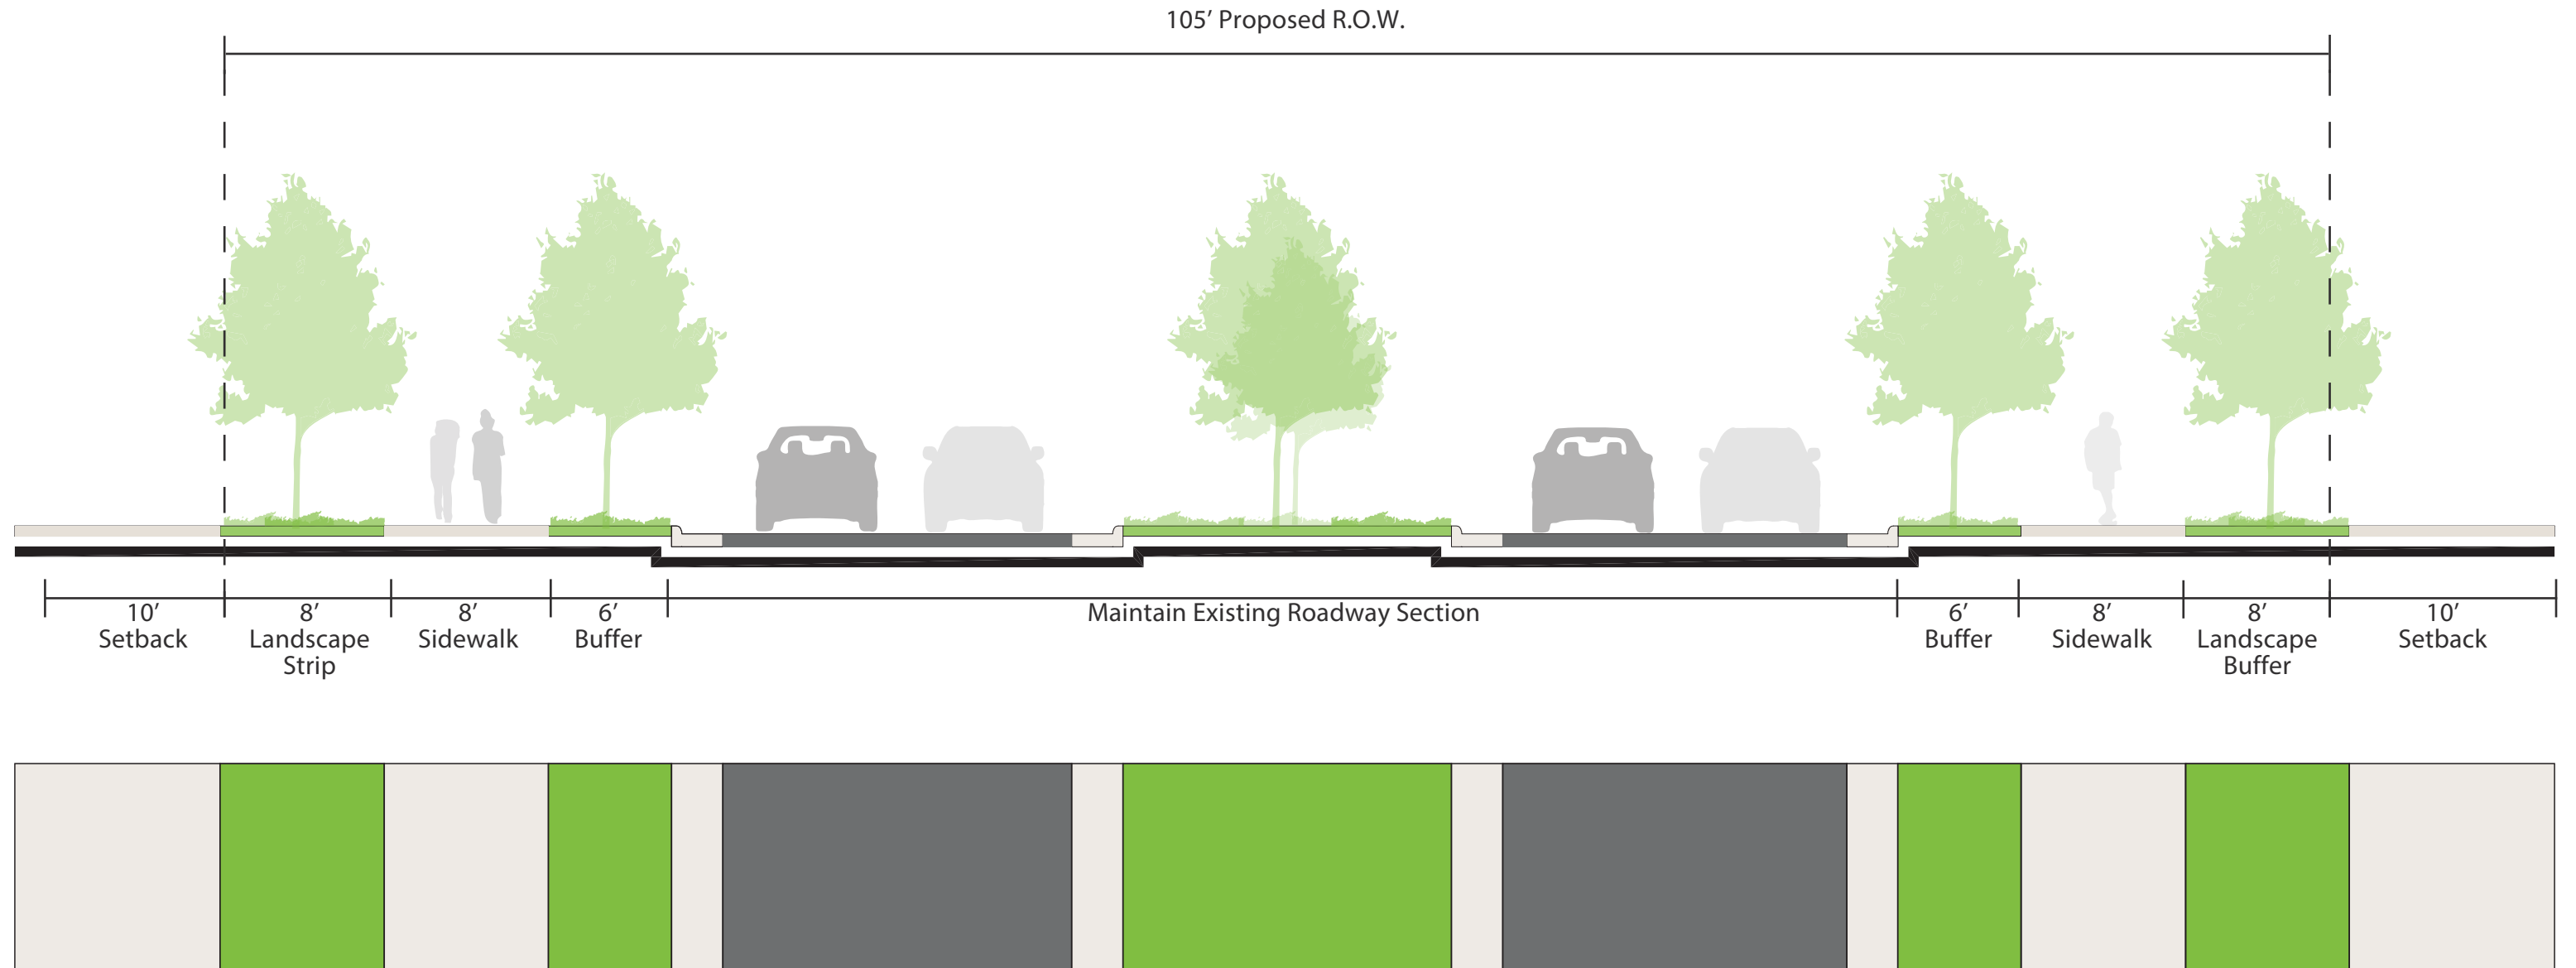 105’ Proposed R.O.W.
10’
Setback
8’
Landscape
Strip
8’
Sidewalk
6’
Buffer
Maintain Existing Roadway Section
6’
Buffer
8’
Sidewalk
8’
Landscape
Buffer
10’
Setback